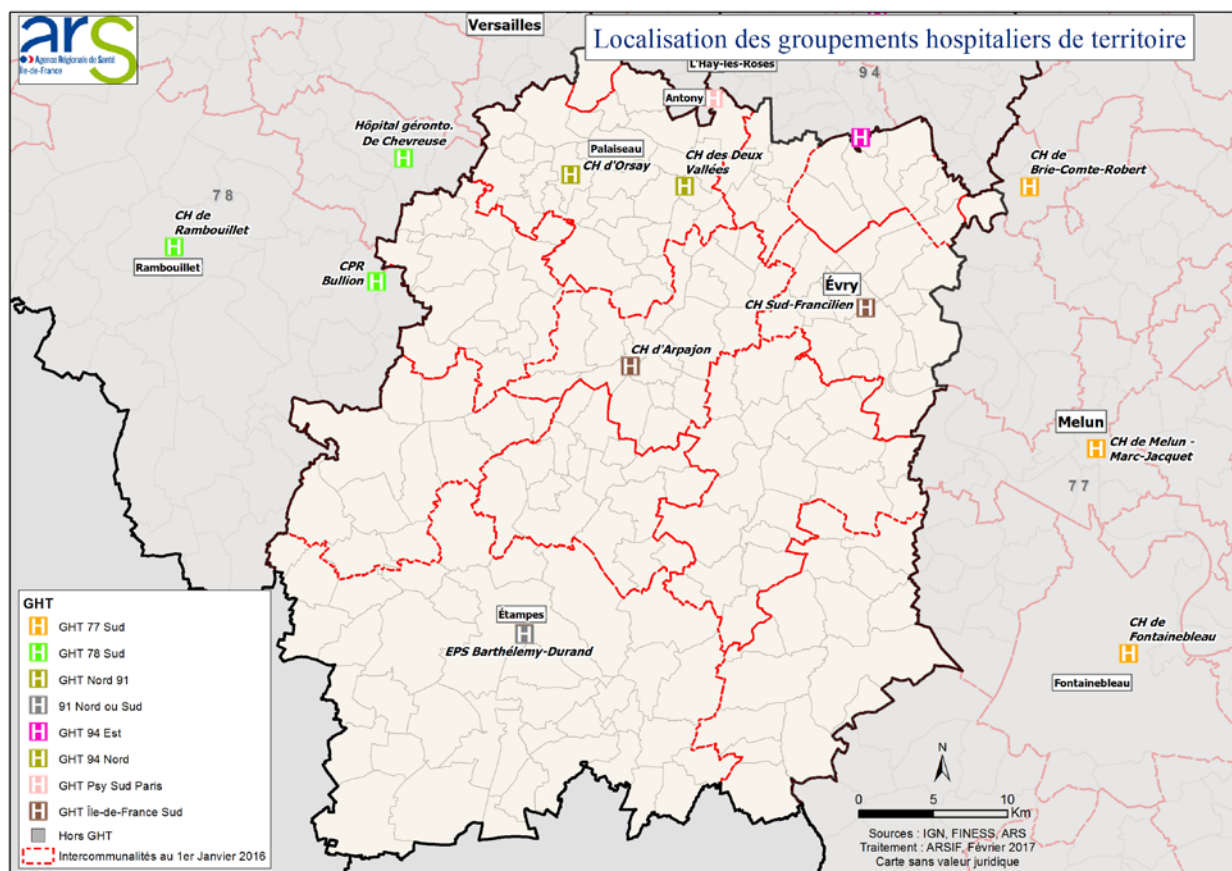 ars
Agence Régionale de Santé
Île-de-France
Versailles
Localisation des groupements hospitaliers de territoire
L'Hay-les-Roses
94
Antony
Hôpital géronto.
De Chevreuse
Palaiseau
CH d'Orsay
CH des Deux
Vallées
CH de
Brie-Comte-Robert
78
CH de
Rambouillet
Rambouillet
CPR
Bullion
Évry
CH Sud-Francilien
CH d'Arpajon
Melun
CH de Melun -
Marc-Jacquet
77
Étampes
EPS Barthélemy-Durand
CH de
Fontainebleau
Fontainebleau
GHT
H GHT 77 Sud
H GHT 78 Sud
H GHT Nord 91
H 91 Nord ou Sud
H GHT 94 Est
H GHT 94 Nord
H GHT Psy Sud Paris
H GHT Île-de-France Sud
Hors GHT
Intercommunalités au 1er Janvier 2016
N
0 5 10
Km
Sources : IGN, FINESS, ARS
Traitement : ARSIF, Février 2017
Carte sans valeur juridique